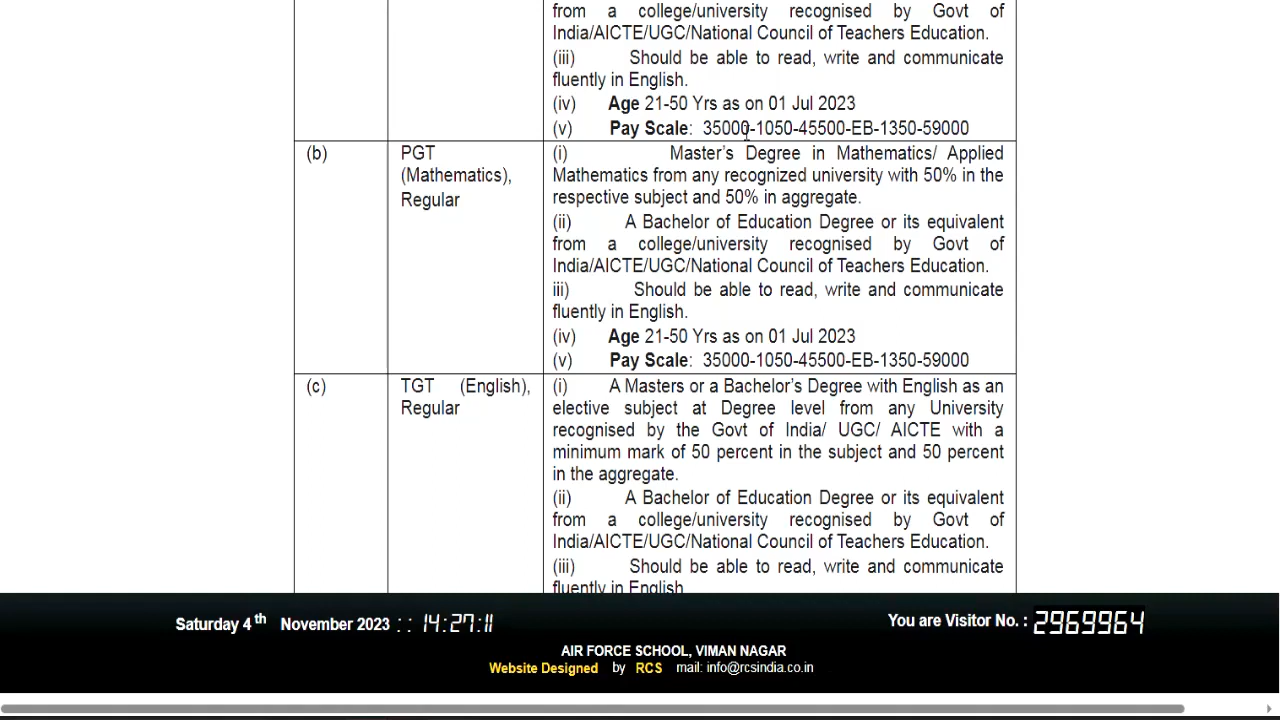 from a college/university recognised by Govt of
India/AICTE/UGC/National Council of Teachers Education.
(iii) Should be able to read, write and communicate
fluently in English.
(iv) Age 21-50 Yrs as on 01 Jul 2023
(v) Pay Scale: 35000-1050-45500-EB-1350-59000
(b) PGT (i) Master's Degree in Mathematics/ Applied
(Mathematics), Mathematics from any recognized university with 50% in the
Regular respective subject and 50% in aggregate.
(ii) A Bachelor of Education Degree or its equivalent
from a college/university recognised by Govt of
India/AICTE/UGC/National Council of Teachers Education.
iii) Should be able to read, write and communicate
fluently in English.
(iv) Age 21-50 Yrs as on 01 Jul 2023
(v) Pay Scale: 35000-1050-45500-EB-1350-59000
(c) TGT (English), (i) A Masters or a Bachelor's Degree with English as an
Regular elective subject at Degree level from any University
recognised by the Govt of India/ UGC/ AICTE with a
minimum mark of 50 percent in the subject and 50 percent
in the aggregate.
(ii) A Bachelor of Education Degree or its equivalent
from a college/university recognised by Govt of
India/AICTE/UGC/National Council of Teachers Education.
(iii) Should be able to read, write and communicate
fluently in English
Saturday 4th November 2023 : : 14:27:11 You are Visitor No. : 2969964
AIR FORCE SCHOOL, VIMAN NAGAR
Website Designed by RCS mail: info@rcsindia.co.in